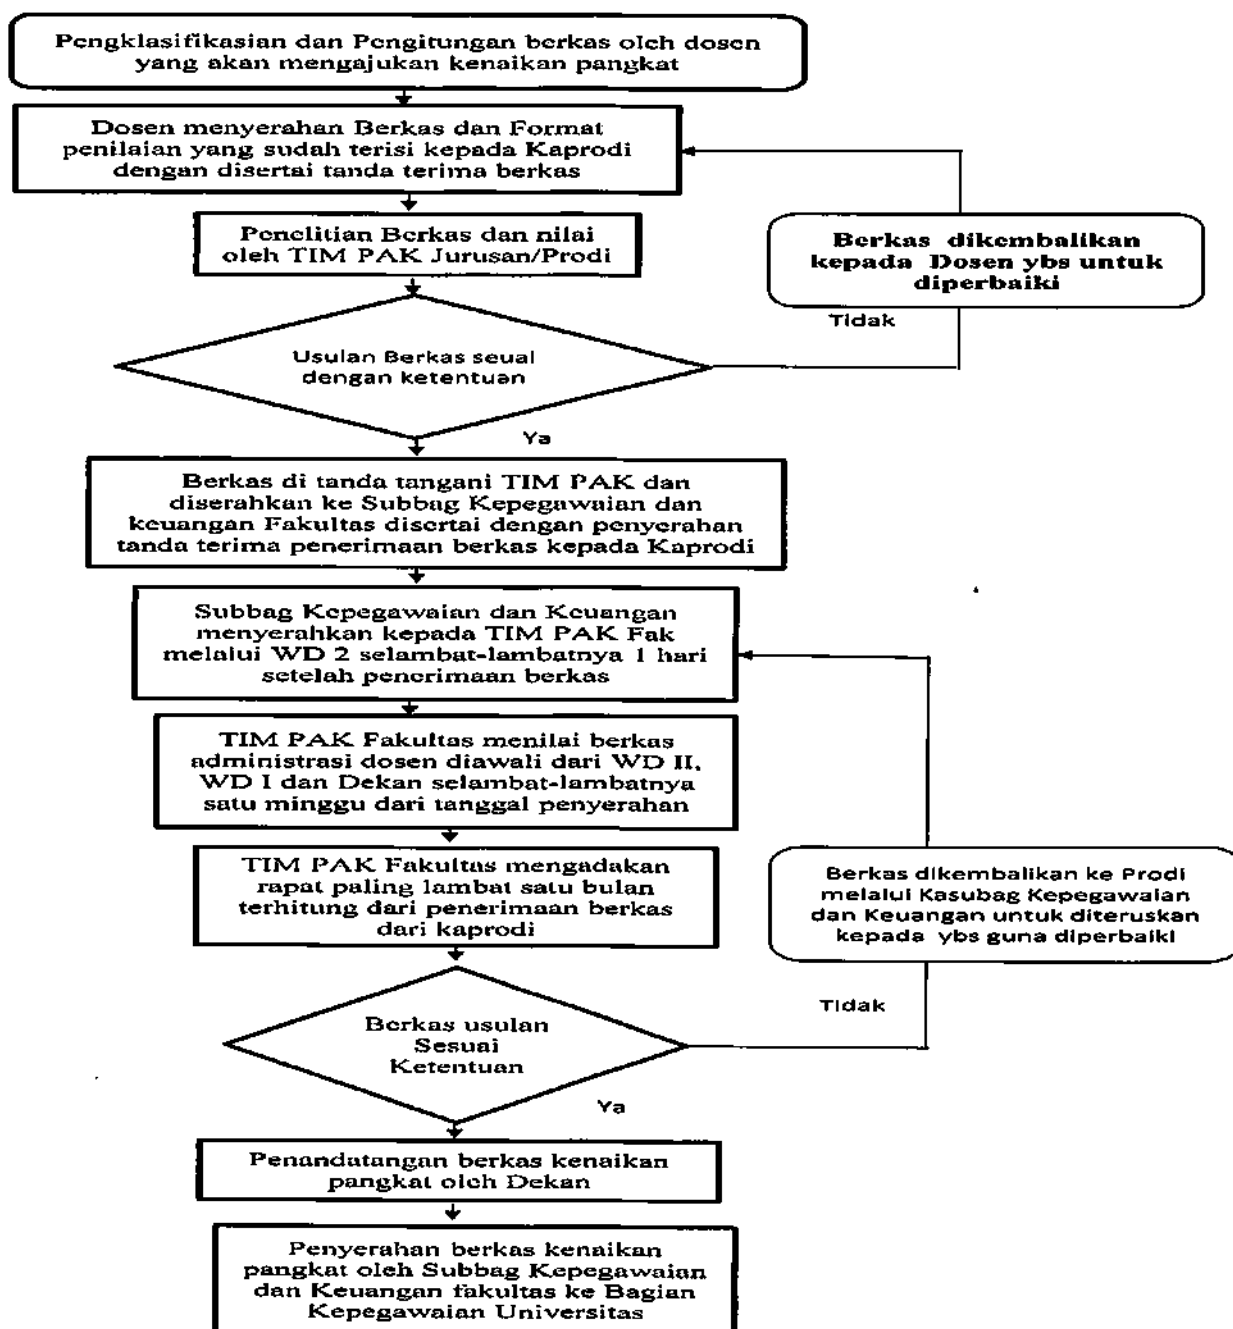 Pengklasifikasian dan Pengitungan berkas oleh dosen
yang akan mengajukan kenaikan pangkat
Dosen menyerahan Berkas dan Format
penilaian yang sudah terisi kepada Kaprodi
dengan disertai tanda terima berkas
Penelitian Berkas dan nilai
oleh TIM PAK Jurusan/Prodi
Berkas dikembalikan
kepada Dosen ybs untuk
diperbaiki
Tidak
Usulan Berkas seual
dengan ketentuan
Ya
Berkas di tanda tangani TIM PAK dan
diserahkan ke Subbag Kepegawaian dan
keuangan Fakultas disertai dengan penyerahan
tanda terima penerimaan berkas kepada Kaprodi
Subbag Kepegawaian dan Keuangan
menyerahkan kepada TIM PAK Fak
melalui WD 2 selambat-lambatnya 1 hari
setelah penerimaan berkas
TIM PAK Fakultas menilai berkas
administrasi dosen diawali dari WD II,
WD I dan Dekan selambat-lambatnya
satu minggu dari tanggal penyerahan
TIM PAK Fakultas mengadakan
rapat paling lambat satu bulan
terhitung dari penerimaan berkas
dari kaprodi
Berkas dikembalikan ke Prodi
melalui Kasubag Kepegawaian
dan Keuangan untuk diteruskan
kepada ybs guna diperbaiki
Tidak
Berkas usulan
Sesuai
Ketentuan
Ya
Penandatangan berkas kenaikan
pangkat oleh Dekan
Penyerahan berkas kenaikan
pangkat oleh Subbag Kepegawaian
dan Keuangan fakultas ke Bagian
Kepegawaian Universitas